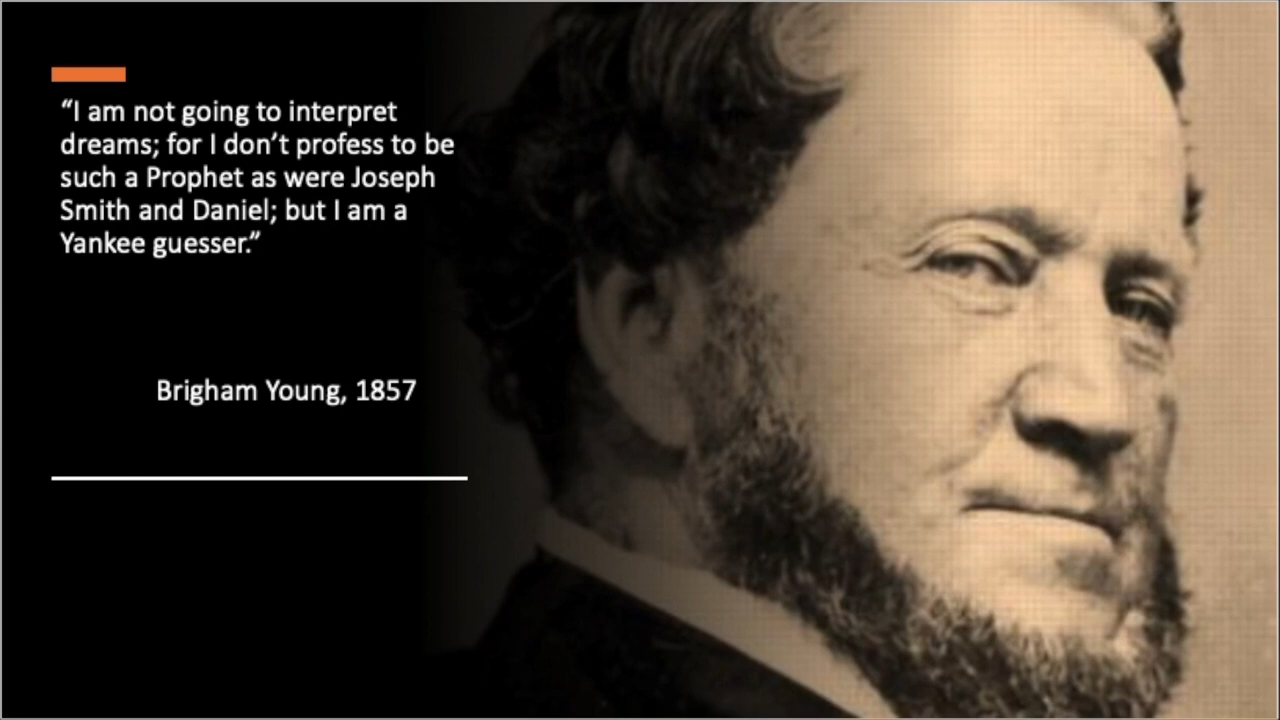 “I am not going to interpret
dreams; for I don’t profess to be
such a Prophet as were Joseph
Smith and Daniel; but I am a
Yankee guesser.”
Brigham Young, 1857